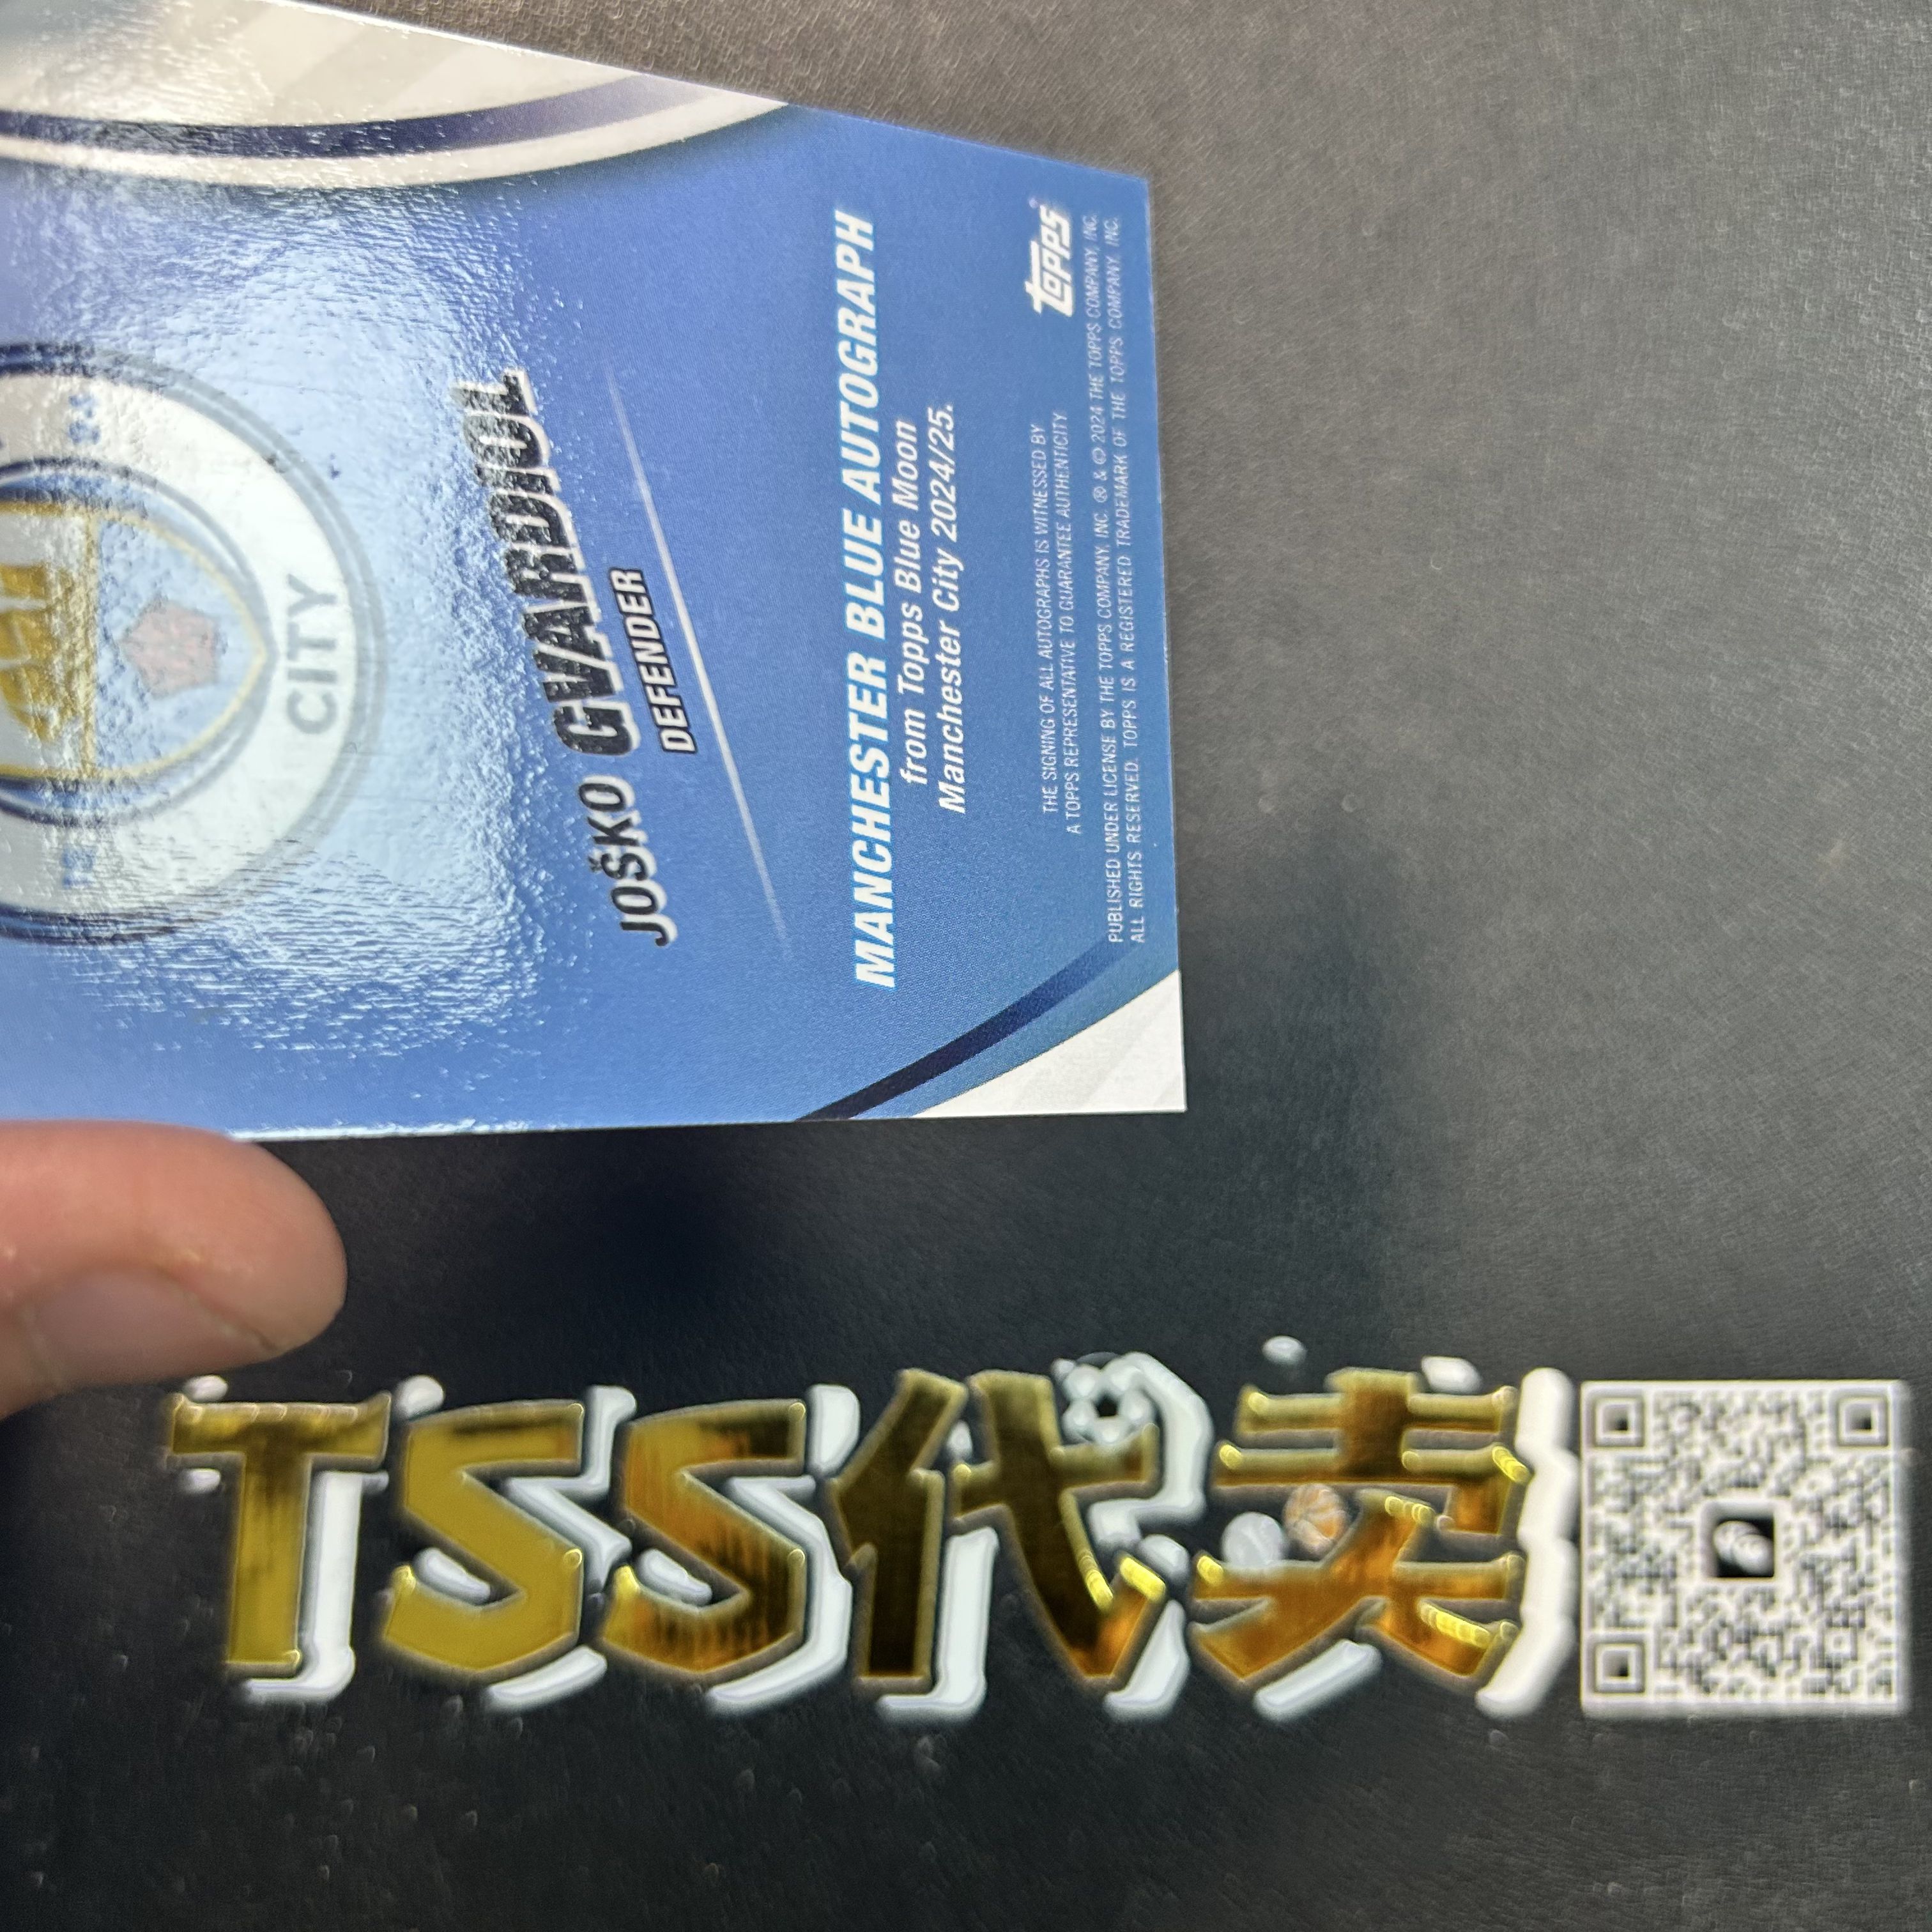 CITY
JOŠKO GVARDIOL
DEFENDER
MANCHESTER BLUE AUTOGRAPH
from Topps Blue Moon
Manchester City 2024/25.
THE SIGNING OF ALL AUTOGRAPHS IS WITNESSED BY
A TOPPS REPRESENTATIVE TO GUARANTEE AUTHENTICITY
topps
PUBLISHED UNDER LICENSE BY THE TOPPS COMPANY, INC. ® & © 2024 THE TOPPS COMPANY, INC.
ALL RIGHTS RESERVED. TOPPS IS A REGISTERED TRADEMARK OF THE TOPPS COMPANY, INC.
TSS代卖